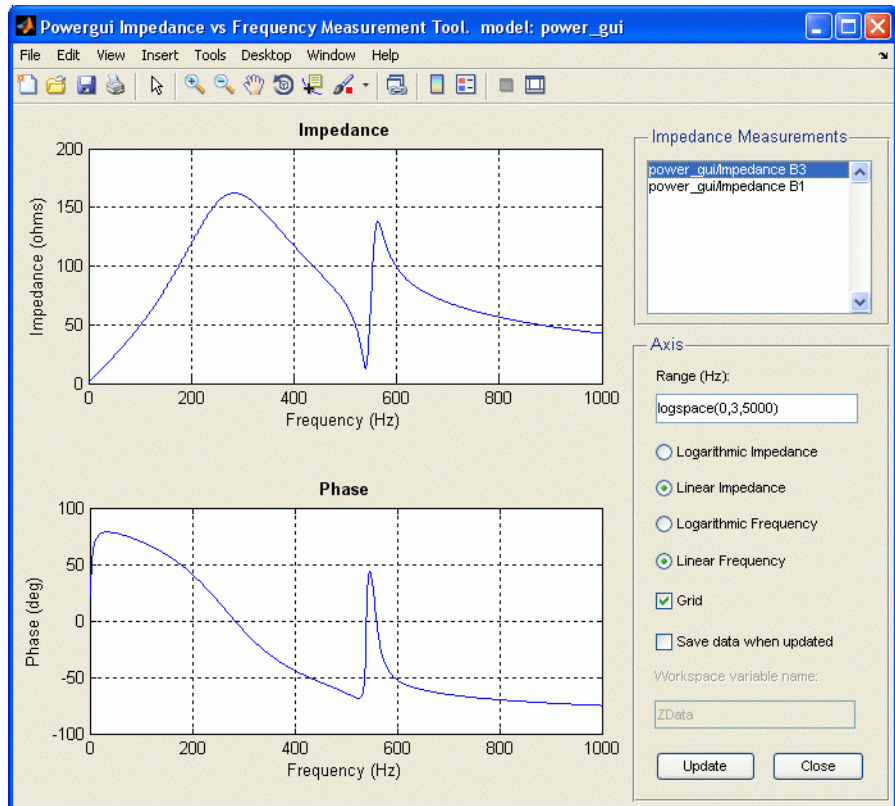 Powergui Impedance vs Frequency Measurement Tool. model: power_gui
File Edit View Insert Tools Desktop Window Help
Impedance
200
150
100
50
0
Impedance (ohms)
0 200 400 600 800 1000
Frequency (Hz)
Phase
100
50
0
-50
-100
Phase (deg)
0 200 400 600 800 1000
Frequency (Hz)
Impedance Measurements
power_gui/Impedance B3
power_gui/Impedance B1
Axis
Range (Hz):
logspace(0,3,5000)
Logarithmic Impedance
Linear Impedance
Logarithmic Frequency
Linear Frequency
Grid
Save data when updated
Workspace variable name:
ZData
Update Close